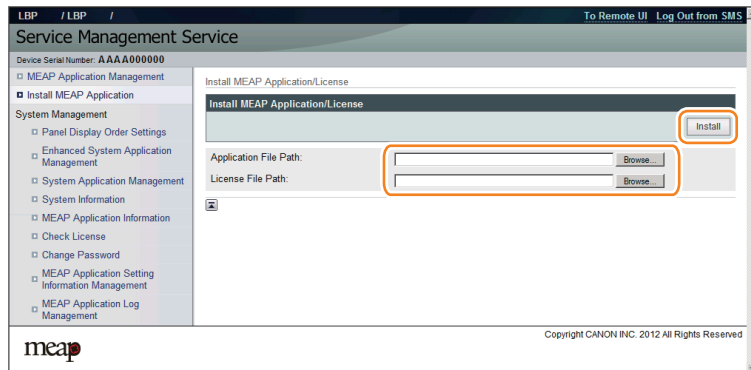 LBP / LBP /
To Remote UI Log Out from SMS
Service Management Service
Device Serial Number: AAAA000000
MEAP Application Management
Install MEAP Application
System Management
Panel Display Order Settings
Enhanced System Application
Management
System Application Management
System Information
MEAP Application Information
Check License
Change Password
MEAP Application Setting
Information Management
MEAP Application Log
Management
Install MEAP Application/License
Install MEAP Application/License
Install
Application File Path:
Browse...
License File Path:
Browse...
Copyright CANON INC. 2012 All Rights Reserved
meap